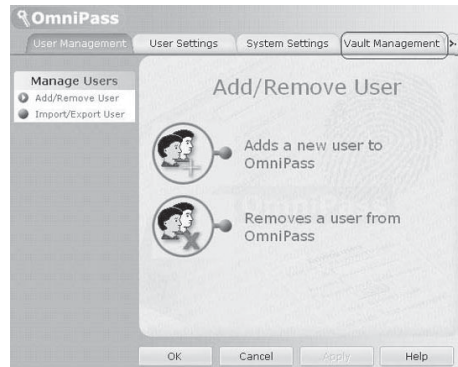 OmniPass
User Management User Settings System Settings Vault Management
Manage Users
Add/Remove User
Import/Export User
Add/Remove User
Adds a new user to
OmniPass
Removes a user from
OmniPass
OK Cancel Apply Help